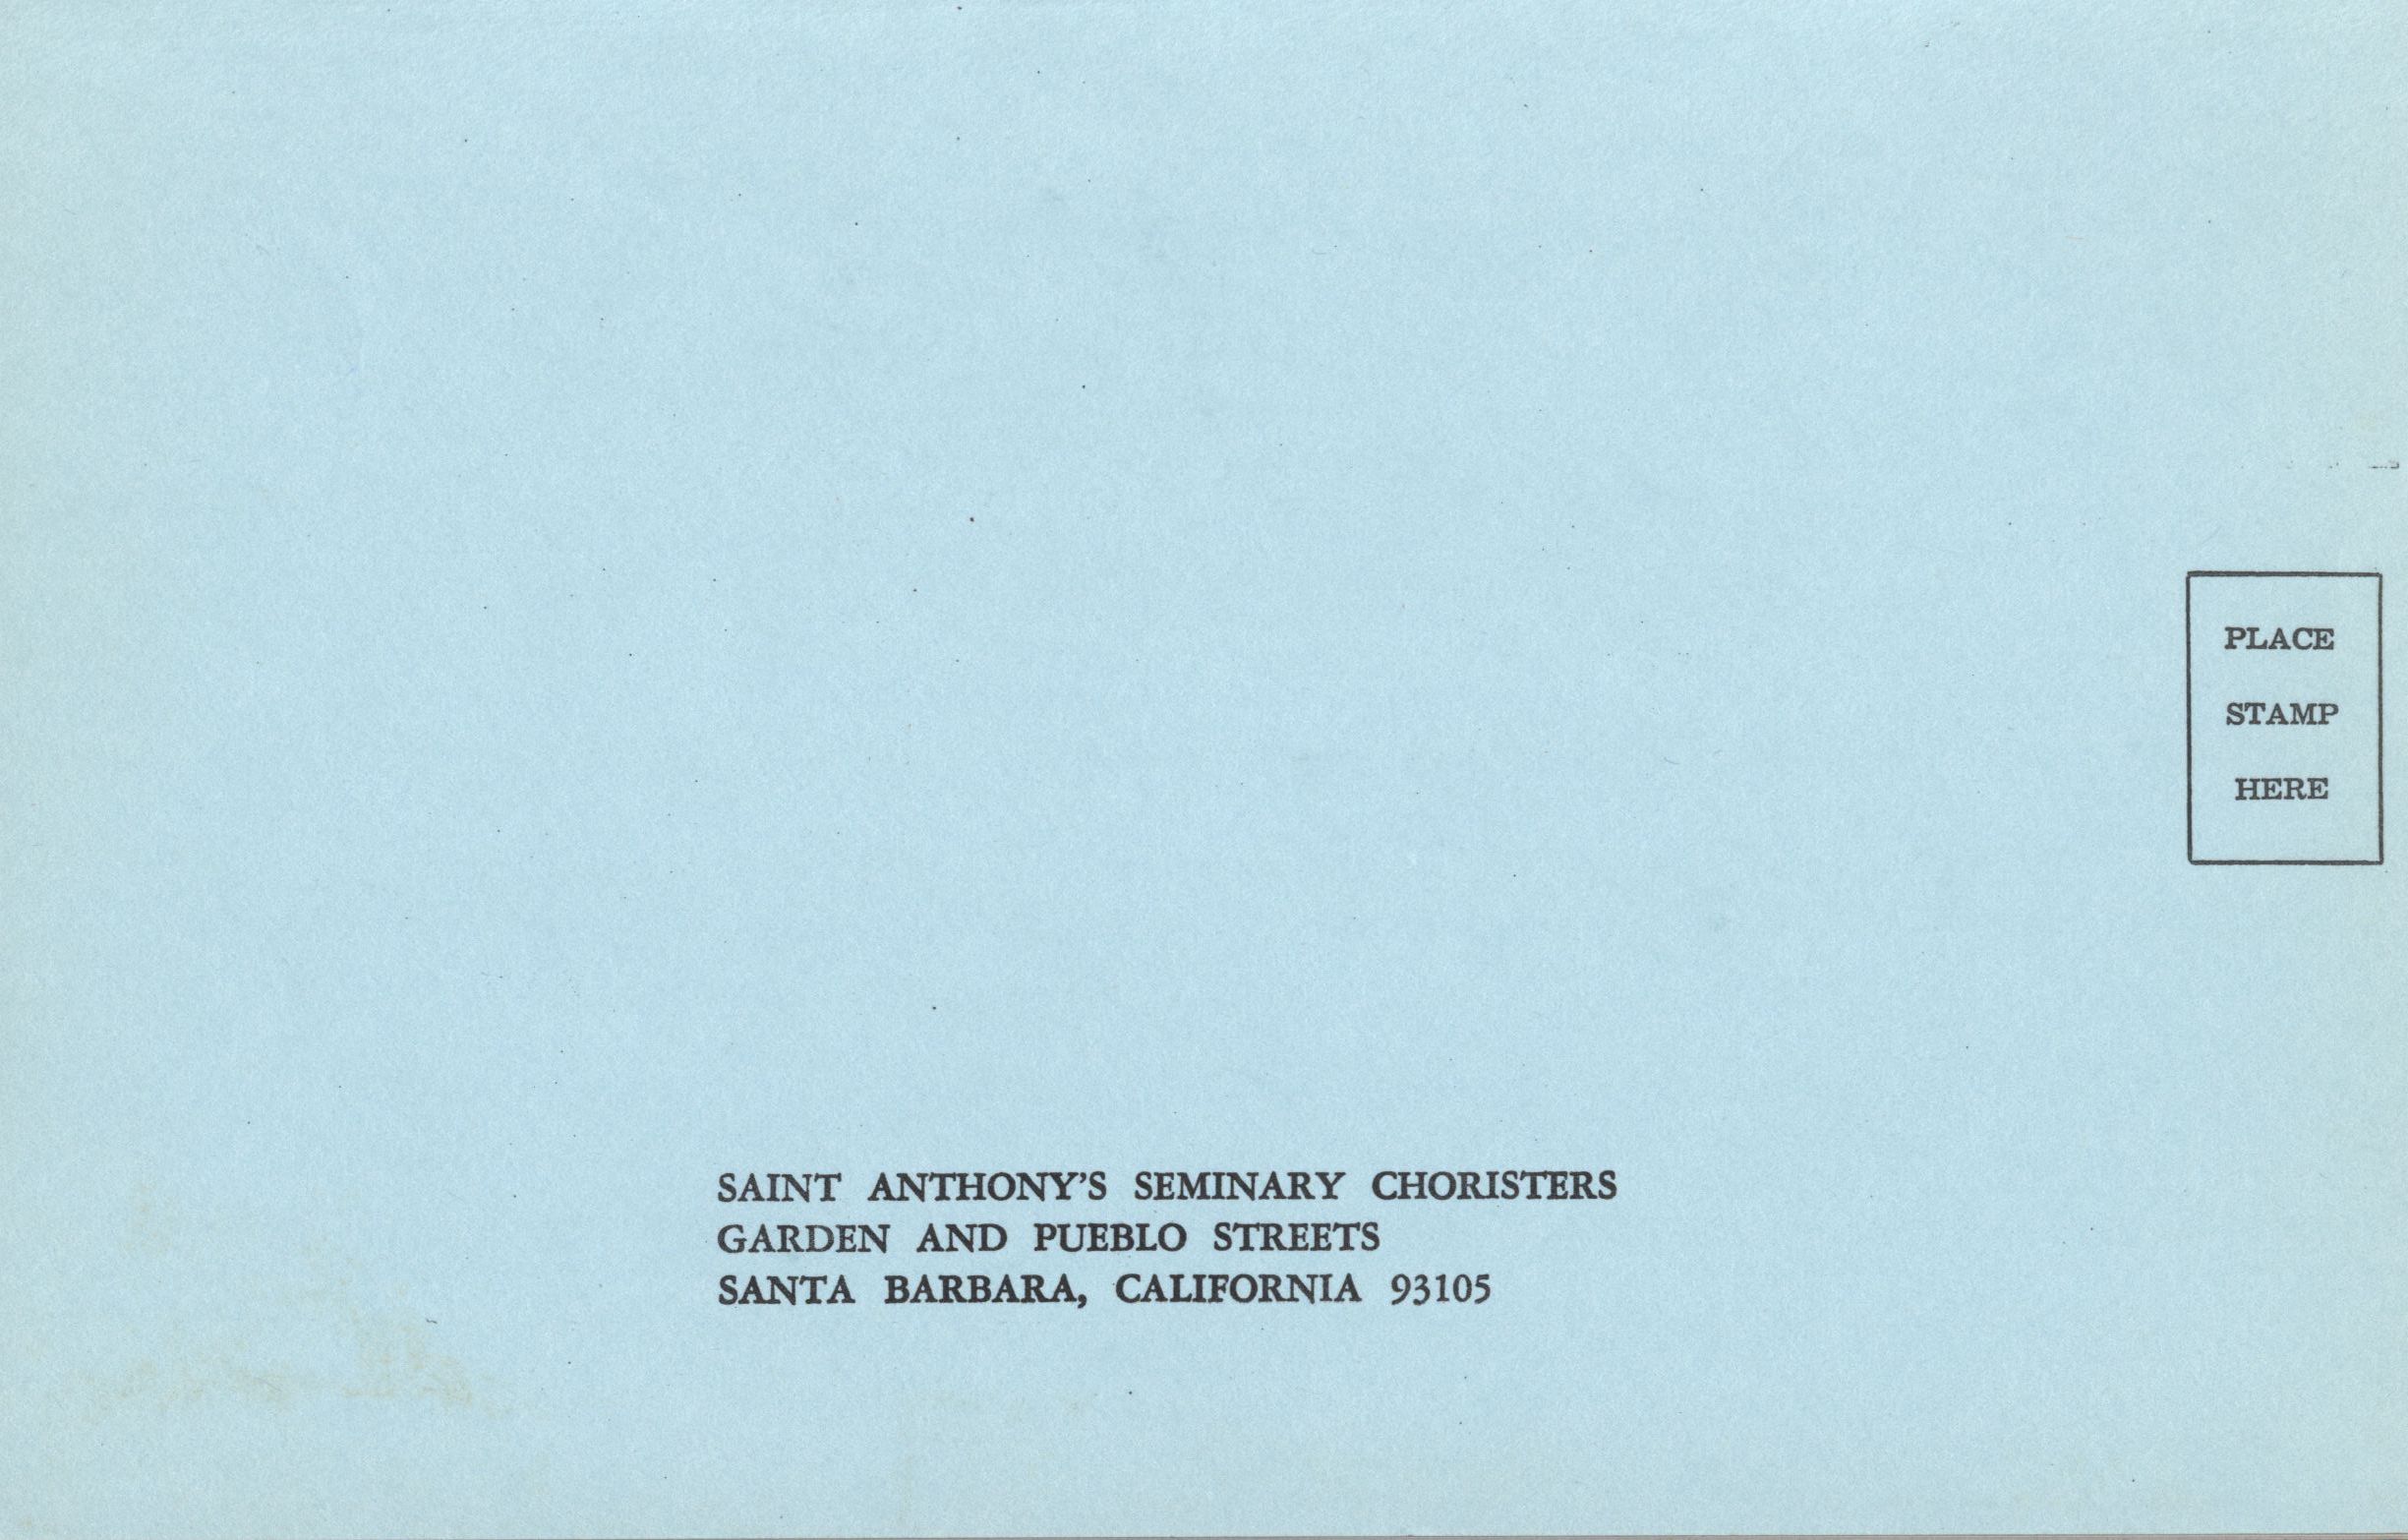 PLACE
STAMP
HERE
SAINT ANTHONY'S SEMINARY CHORISTERS
GARDEN AND PUEBLO STREETS
SANTA BARBARA, CALIFORNIA 93105